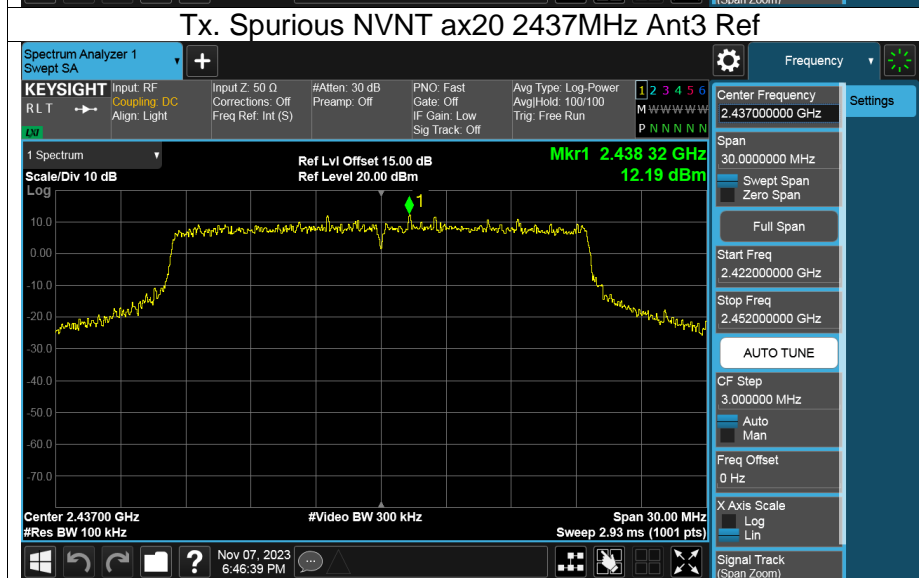 (Span Zoom)
Tx. Spurious NVNT ax20 2437MHz Ant3 Ref
Spectrum Analyzer 1
Swept SA
+
Frequency
KEYSIGHT
R L T
LXI
Input: RF
Coupling: DC
Align: Light
Input Z: 50 Ω
Corrections: Off
Freq Ref: Int (S)
#Atten: 30 dB
Preamp: Off
PNO: Fast
Gate: Off
IF Gain: Low
Sig Track: Off
Avg Type: Log-Power
Avg|Hold: 100/100
Trig: Free Run
1 2 3 4 5 6
M W W W W W
P N N N N N
1 Spectrum
Scale/Div 10 dB
Log
Ref Lvl Offset 15.00 dB
Ref Level 20.00 dBm
Mkr1 2.438 32 GHz
12.19 dBm
1
10.0
0.00
-10.0
-20.0
-30.0
-40.0
-50.0
-60.0
-70.0
Center 2.43700 GHz
#Res BW 100 kHz
#Video BW 300 kHz
Span 30.00 MHz
Sweep 2.93 ms (1001 pts)
?
Nov 07, 2023
6:46:39 PM
Center Frequency
2.437000000 GHz
Settings
Span
30.0000000 MHz
Swept Span
Zero Span
Full Span
Start Freq
2.422000000 GHz
Stop Freq
2.452000000 GHz
AUTO TUNE
CF Step
3.000000 MHz
Auto
Man
Freq Offset
0 Hz
X Axis Scale
Log
Lin
Signal Track
(Span Zoom)